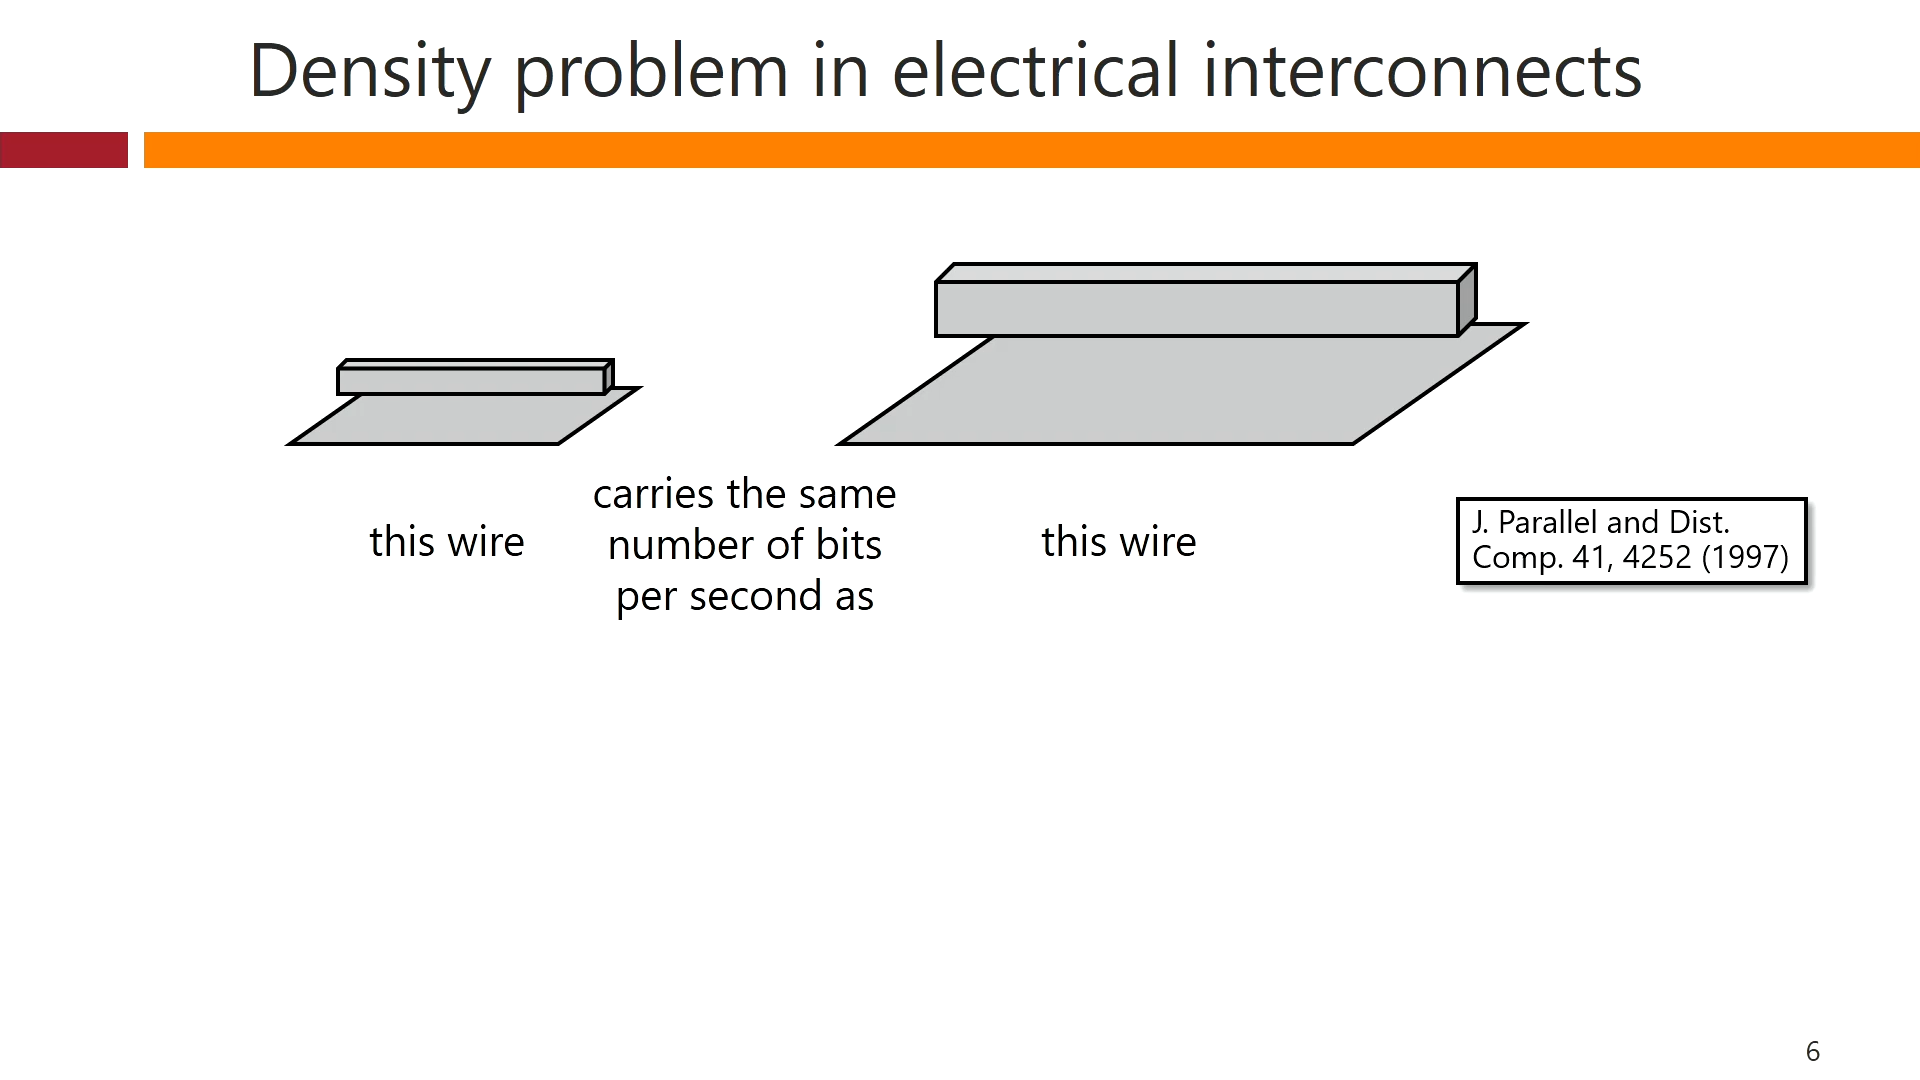 Density problem in electrical interconnects
this wire
carries the same
number of bits
per second as
this wire
J. Parallel and Dist.
Comp. 41, 4252 (1997)
6